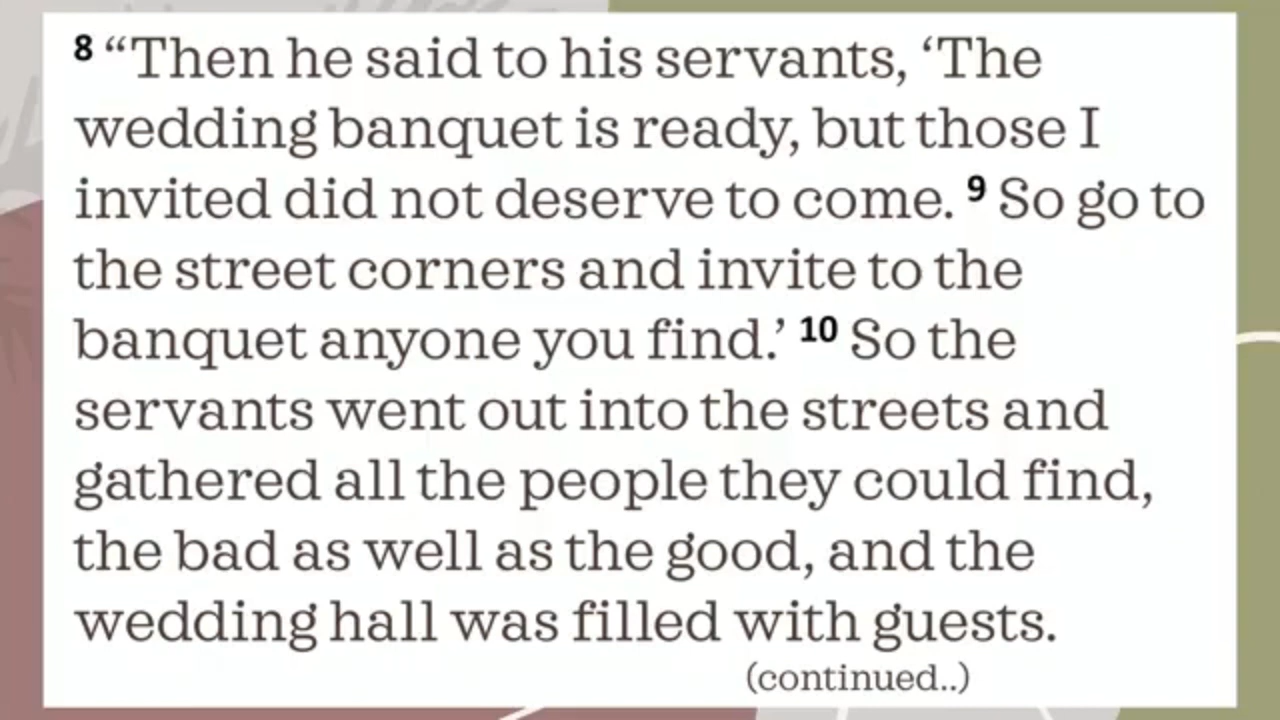 8 “Then he said to his servants, ‘The
wedding banquet is ready, but those I
invited did not deserve to come. 9 So go to
the street corners and invite to the
banquet anyone you find.’ 10 So the
servants went out into the streets and
gathered all the people they could find,
the bad as well as the good, and the
wedding hall was filled with guests.
(continued..)